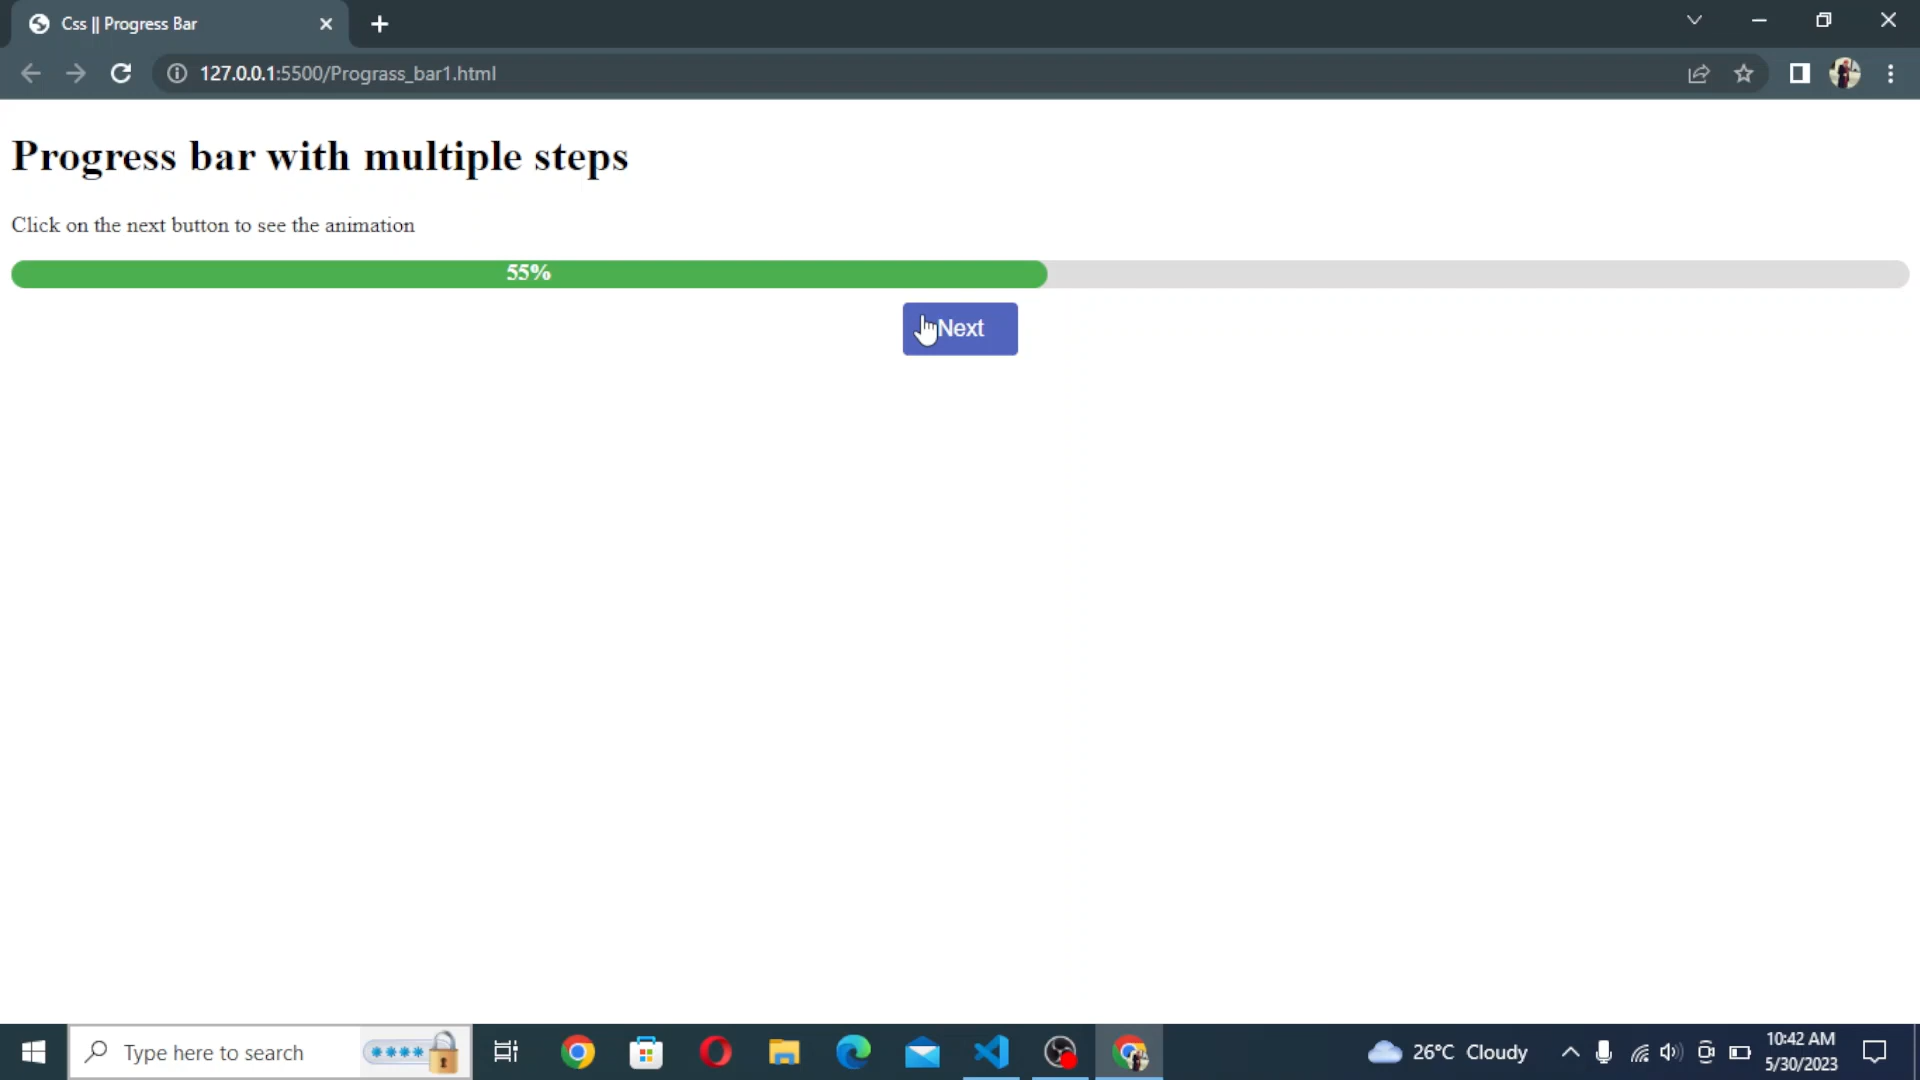 Css || Progress Bar
127.0.0.1:5500/Prograss_bar1.html
Progress bar with multiple steps
Click on the next button to see the animation
55%
Next
Type here to search
26°C Cloudy
10:42 AM
5/30/2023